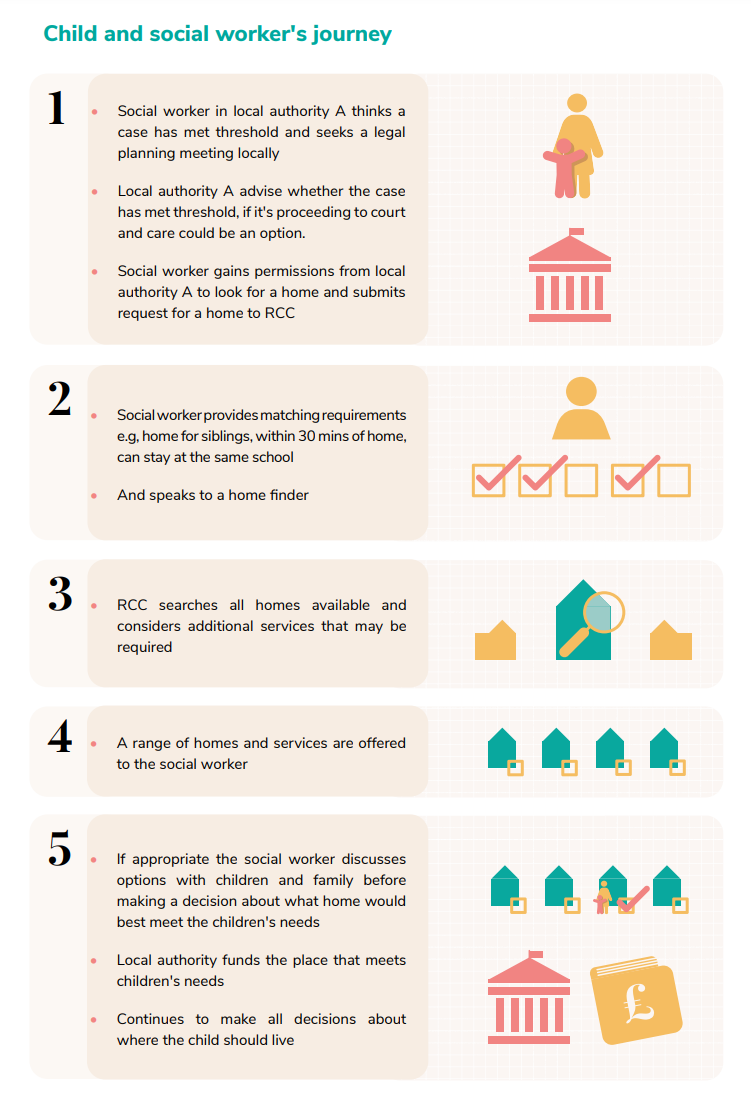 Child and social worker's journey
1
• Social worker in local authority A thinks a
case has met threshold and seeks a legal
planning meeting locally
• Local authority A advise whether the case
has met threshold, if it's proceeding to court
and care could be an option.
• Social worker gains permissions from local
authority A to look for a home and submits
request for a home to RCC
2
• Social worker provides matching requirements
e.g, home for siblings, within 30 mins of home,
can stay at the same school
• And speaks to a home finder
3
• RCC searches all homes available and
considers additional services that may be
required
4
• A range of homes and services are offered
to the social worker
5
• If appropriate the social worker discusses
options with children and family before
making a decision about what home would
best meet the children's needs
• Local authority funds the place that meets
children's needs
• Continues to make all decisions about
where the child should live
£